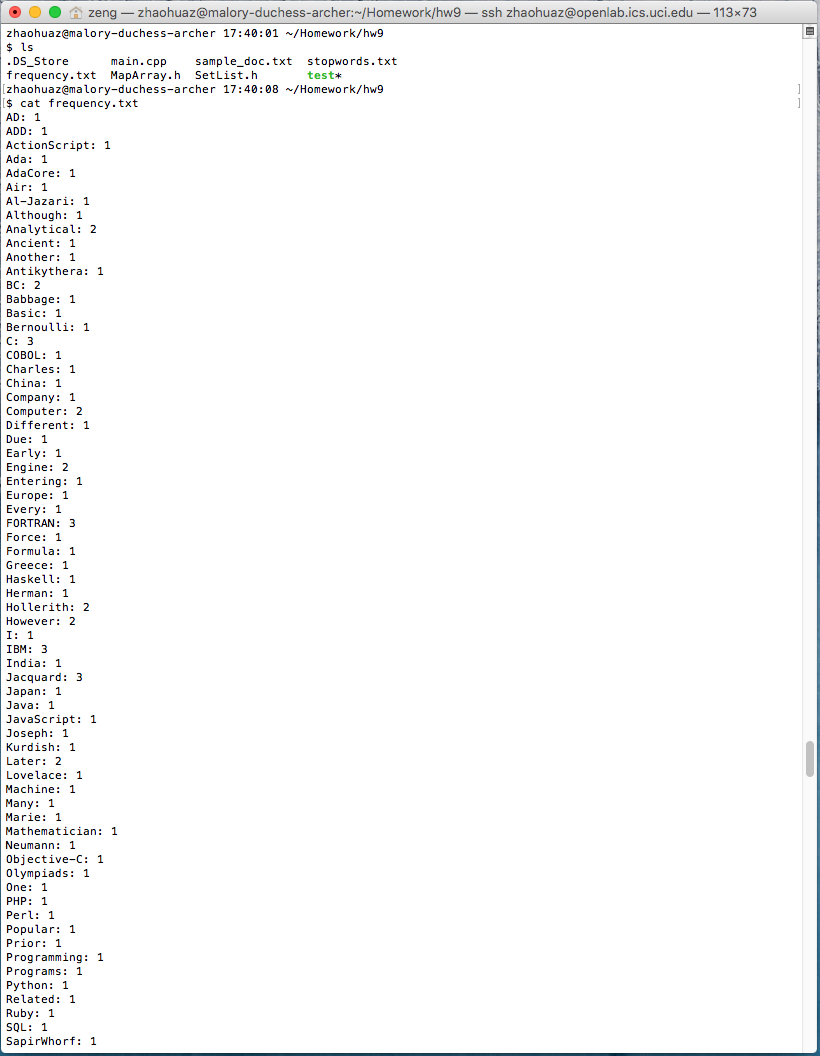 zeng — zhaohuaz@malory-duchess-archer:~/Homework/hw9 — ssh zhaohuaz@openlab.ics.uci.edu — 113×73
zhaohuaz@malory-duchess-archer 17:40:01 ~/Homework/hw9
$ ls
.DS_Store main.cpp sample_doc.txt stopwords.txt
frequency.txt MapArray.h SetList.h test*
[zhaohuaz@malory-duchess-archer 17:40:08 ~/Homework/hw9 ]
[$ cat frequency.txt ]
AD: 1
ADD: 1
ActionScript: 1
Ada: 1
AdaCore: 1
Air: 1
Al-Jazari: 1
Although: 1
Analytical: 2
Ancient: 1
Another: 1
Antikythera: 1
BC: 2
Babbage: 1
Basic: 1
Bernoulli: 1
C: 3
COBOL: 1
Charles: 1
China: 1
Company: 1
Computer: 2
Different: 1
Due: 1
Early: 1
Engine: 2
Entering: 1
Europe: 1
Every: 1
FORTRAN: 3
Force: 1
Formula: 1
Greece: 1
Haskell: 1
Herman: 1
Hollerith: 2
However: 2
I: 1
IBM: 3
India: 1
Jacquard: 3
Japan: 1
Java: 1
JavaScript: 1
Joseph: 1
Kurdish: 1
Later: 2
Lovelace: 1
Machine: 1
Many: 1
Marie: 1
Mathematician: 1
Neumann: 1
Objective-C: 1
Olympiads: 1
One: 1
PHP: 1
Perl: 1
Popular: 1
Prior: 1
Programming: 1
Programs: 1
Python: 1
Related: 1
Ruby: 1
SQL: 1
SapirWhorf: 1